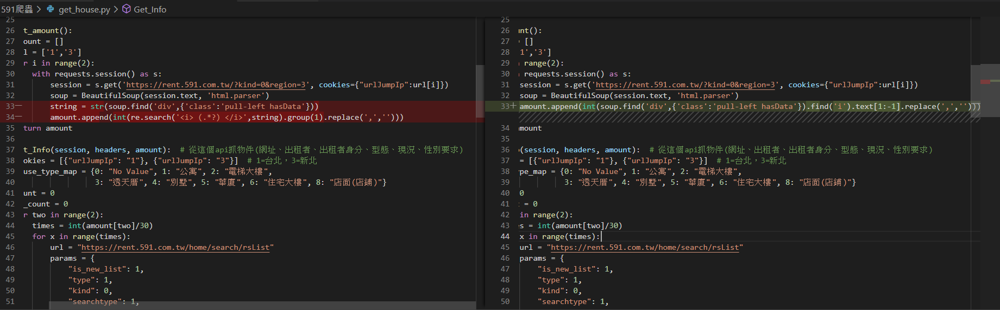 591爬蟲 > get_house.py > Get_Info
25
26 t_amount():
27 ount = []
28 l = ['1','3']
29 r i in range(2):
30 with requests.session() as s:
31 session = s.get('https://rent.591.com.tw/?kind=0&region=3', cookies={"urlJumpIp":url[i]})
32 soup = BeautifulSoup(session.text, 'html.parser')
33— string = str(soup.find('div',{'class':'pull-left hasData'}))
34— amount.append(int(re.search('<i> (.*?) </i>',string).group(1).replace(',','')))
35 turn amount
36
37 t_Info(session, headers, amount): # 從這個api抓物件(網址、出租者、出租者身分、型態、現況、性別要求)
38 okies = [{"urlJumpIp": "1"}, {"urlJumpIp": "3"}] # 1=台北，3=新北
39 use_type_map = {0: "No Value", 1: "公寓", 2: "電梯大樓",
40 3: "透天厝", 4: "別墅", 5: "華廈", 6: "住宅大樓", 8: "店面(店鋪)"}
41 unt = 0
42 _count = 0
43 r two in range(2):
44 times = int(amount[two]/30)
45 for x in range(times):
46 url = "https://rent.591.com.tw/home/search/rsList"
47 params = {
48 "is_new_list": 1,
49 "type": 1,
50 "kind": 0,
51 "searchtype": 1,
25
26 unt():
27 = []
28 1','3']
29 range(2):
30 requests.session() as s:
31 session = s.get('https://rent.591.com.tw/?kind=0&region=3', cookies={"urlJumpIp":url[i]})
32 soup = BeautifulSoup(session.text, 'html.parser')
33+ amount.append(int(soup.find('div',{'class':'pull-left hasData'}).find('i').text[1:-1].replace(',','')))
34 amount
35
36 o(session, headers, amount): # 從這個api抓物件(網址、出租者、出租者身分、型態、現況、性別要求)
37 = [{"urlJumpIp": "1"}, {"urlJumpIp": "3"}] # 1=台北，3=新北
38 ype_map = {0: "No Value", 1: "公寓", 2: "電梯大樓",
39 3: "透天厝", 4: "別墅", 5: "華廈", 6: "住宅大樓", 8: "店面(店鋪)"}
40 0
41 = 0
42 in range(2):
43 s = int(amount[two]/30)
44 x in range(times):
45 url = "https://rent.591.com.tw/home/search/rsList"
46 params = {
47 "is_new_list": 1,
48 "type": 1,
49 "kind": 0,
50 "searchtype": 1,